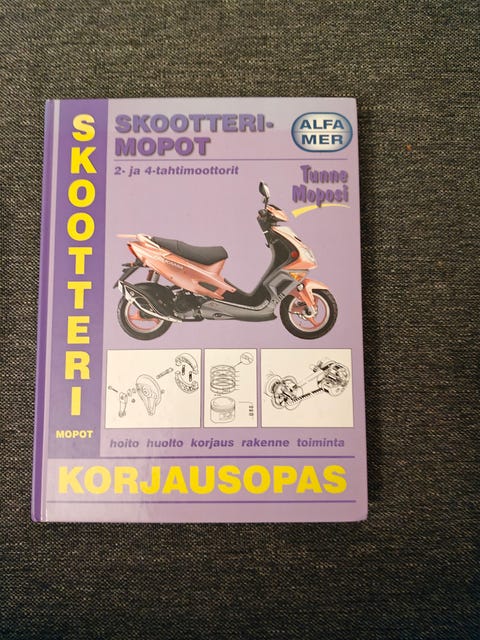 SKOOTTERI
MOPOT
SKOOTTERI-
MOPOT
2- ja 4-tahtimoottorit
ALFA
MER
Tunne
Moposi
hoito huolto korjaus rakenne toiminta
KORJAUSOPAS